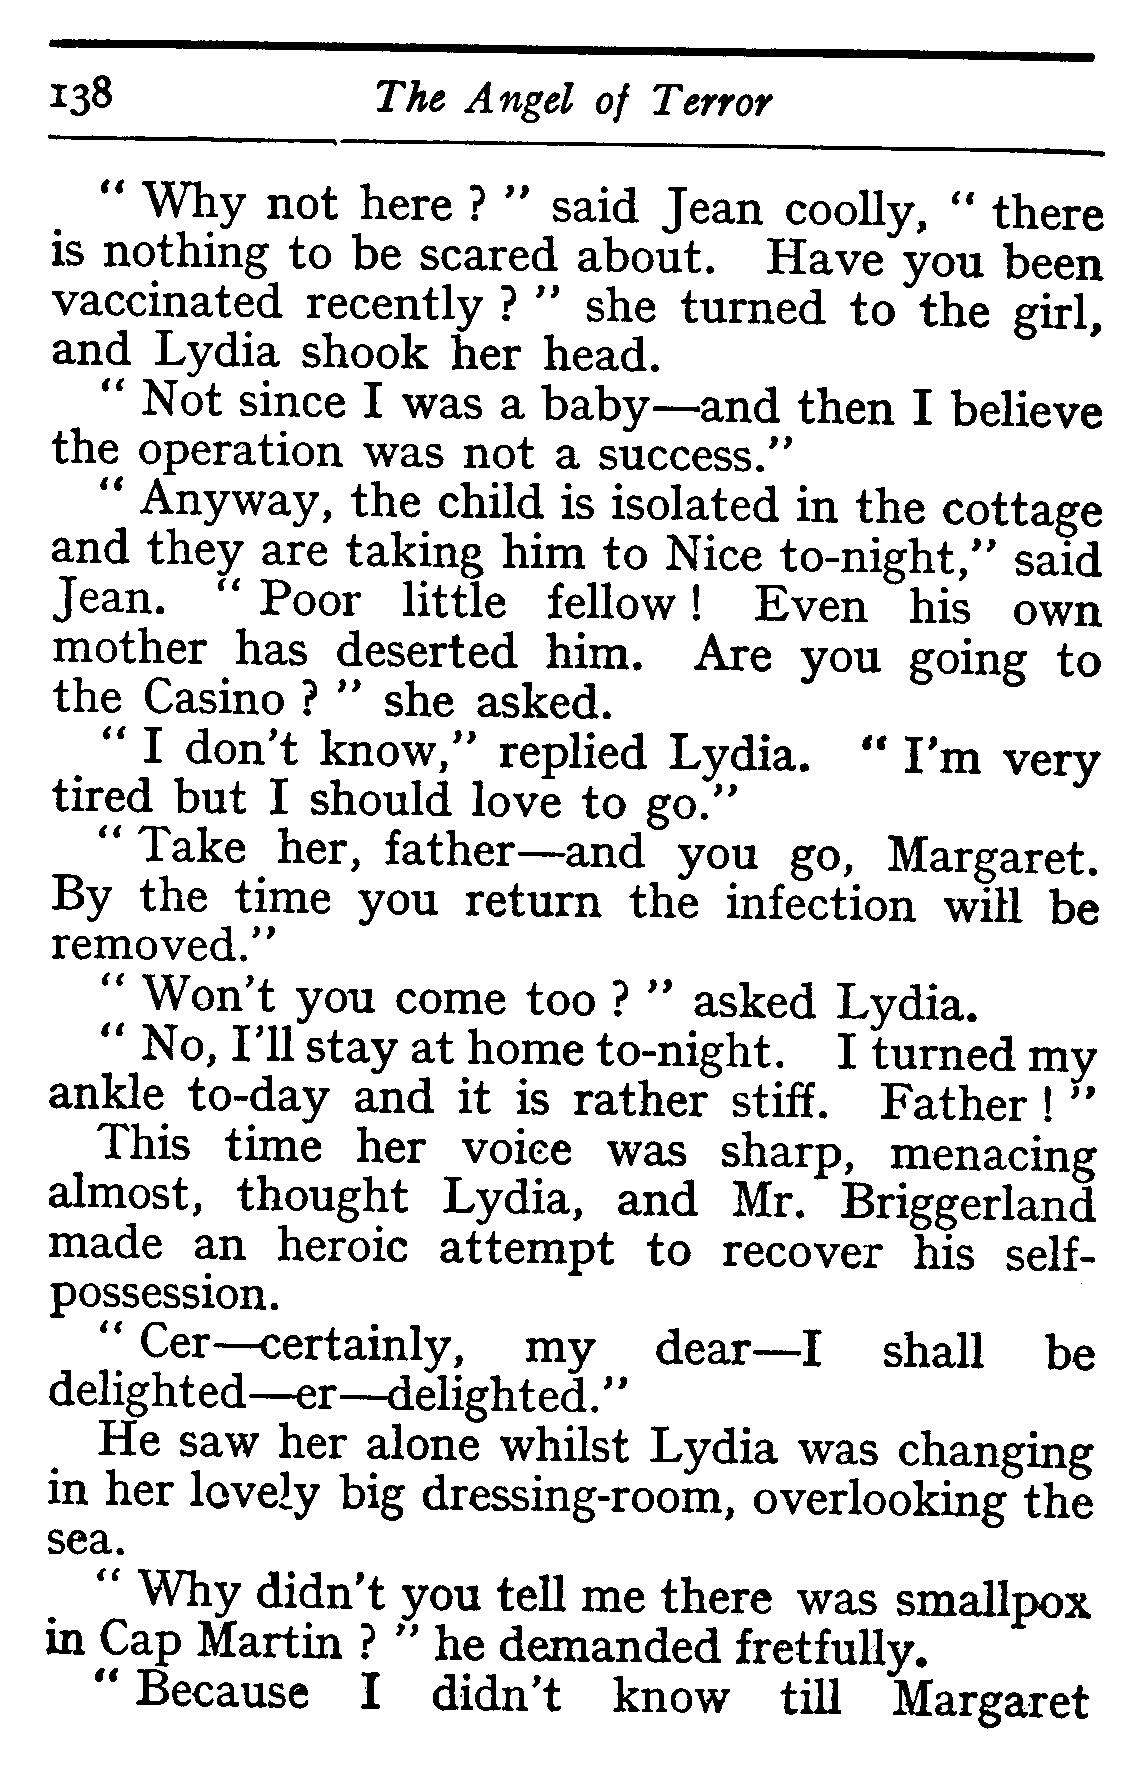 138 The Angel of Terror
“ Why not here ? ” said Jean coolly, “ there
is nothing to be scared about. Have you been
vaccinated recently ? ” she turned to the girl,
and Lydia shook her head.
“ Not since I was a baby—and then I believe
the operation was not a success.”
“ Anyway, the child is isolated in the cottage
and they are taking him to Nice to-night,” said
Jean. “ Poor little fellow ! Even his own
mother has deserted him. Are you going to
the Casino ? ” she asked.
“ I don’t know,” replied Lydia. “ I’m very
tired but I should love to go.”
“ Take her, father—and you go, Margaret.
By the time you return the infection will be
removed.”
“ Won’t you come too ? ” asked Lydia.
“ No, I’ll stay at home to-night. I turned my
ankle to-day and it is rather stiff. Father ! ”
This time her voice was sharp, menacing
almost, thought Lydia, and Mr. Briggerland
made an heroic attempt to recover his self-
possession.
“ Cer—certainly, my dear—I shall be
delighted—er—delighted.”
He saw her alone whilst Lydia was changing
in her lovely big dressing-room, overlooking the
sea.
“ Why didn’t you tell me there was smallpox
in Cap Martin ? ” he demanded fretfully.
“ Because I didn’t know till Margaret